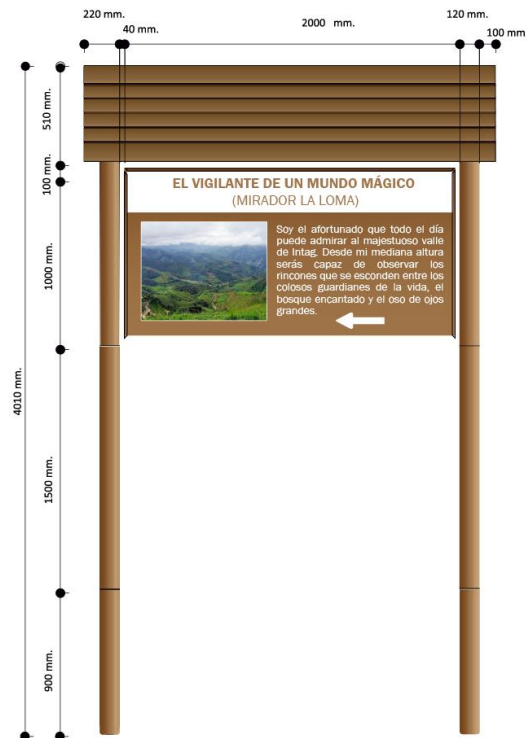 220 mm.
40 mm.
2000 mm.
120 mm.
100 mm
510 mm.
100 mm.
1000 mm.
4010 mm.
1500 mm.
900 mm.
EL VIGILANTE DE UN MUNDO MÁGICO
(MIRADOR LA LOMA)
Soy el afortunado que todo el día
puede admirar al majestuoso valle
de Intag. Desde mi mediana altura
serás capaz de observar los
rincones que se esconden entre los
colosos guardianes de la vida, el
bosque encantado y el oso de ojos
grandes.